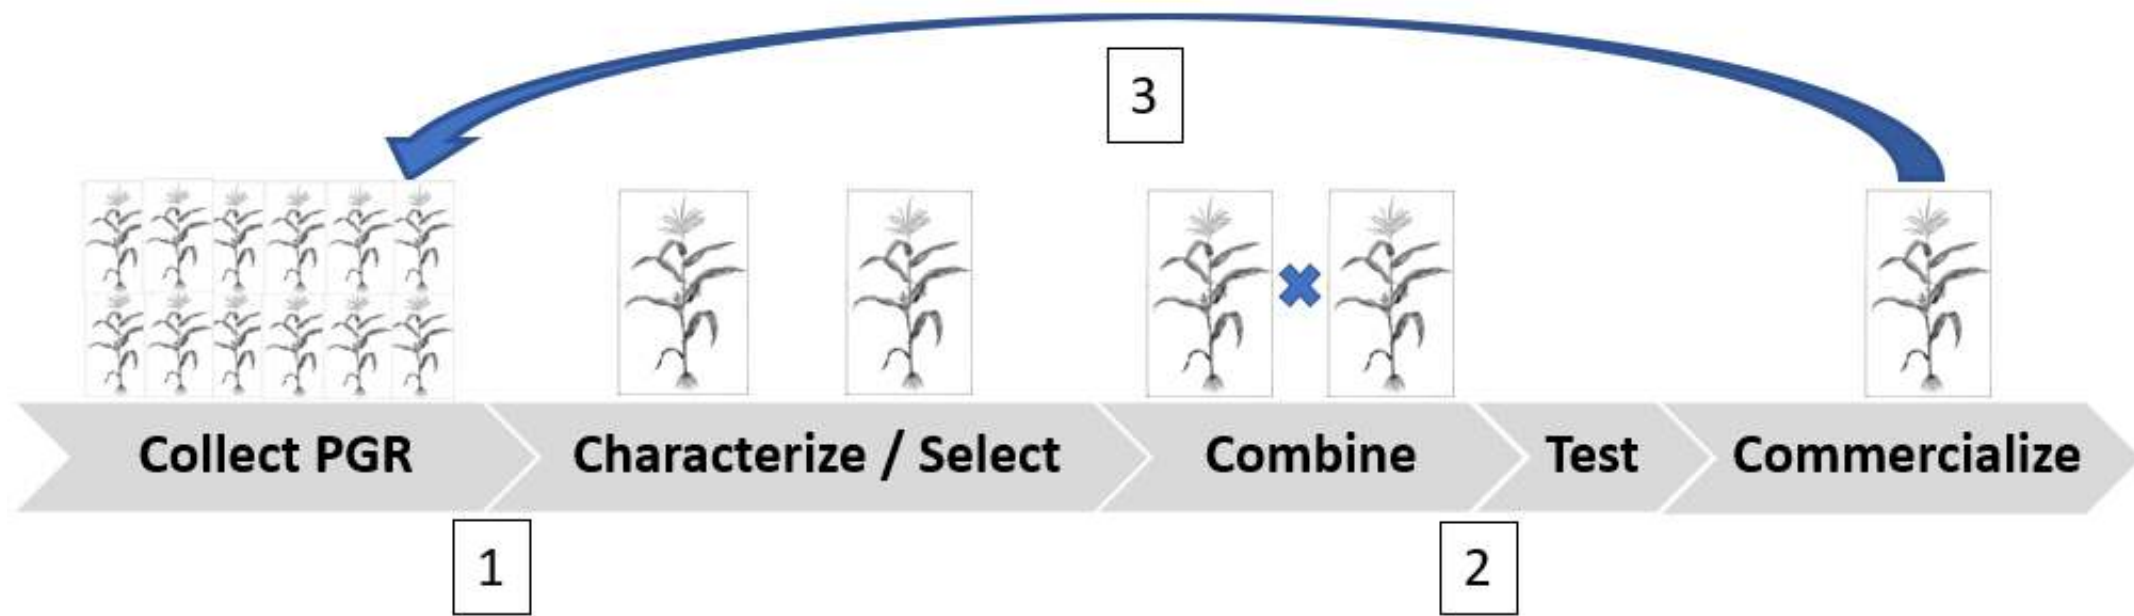 3
Collect PGR
Characterize / Select
Combine
Test
Commercialize
1
2